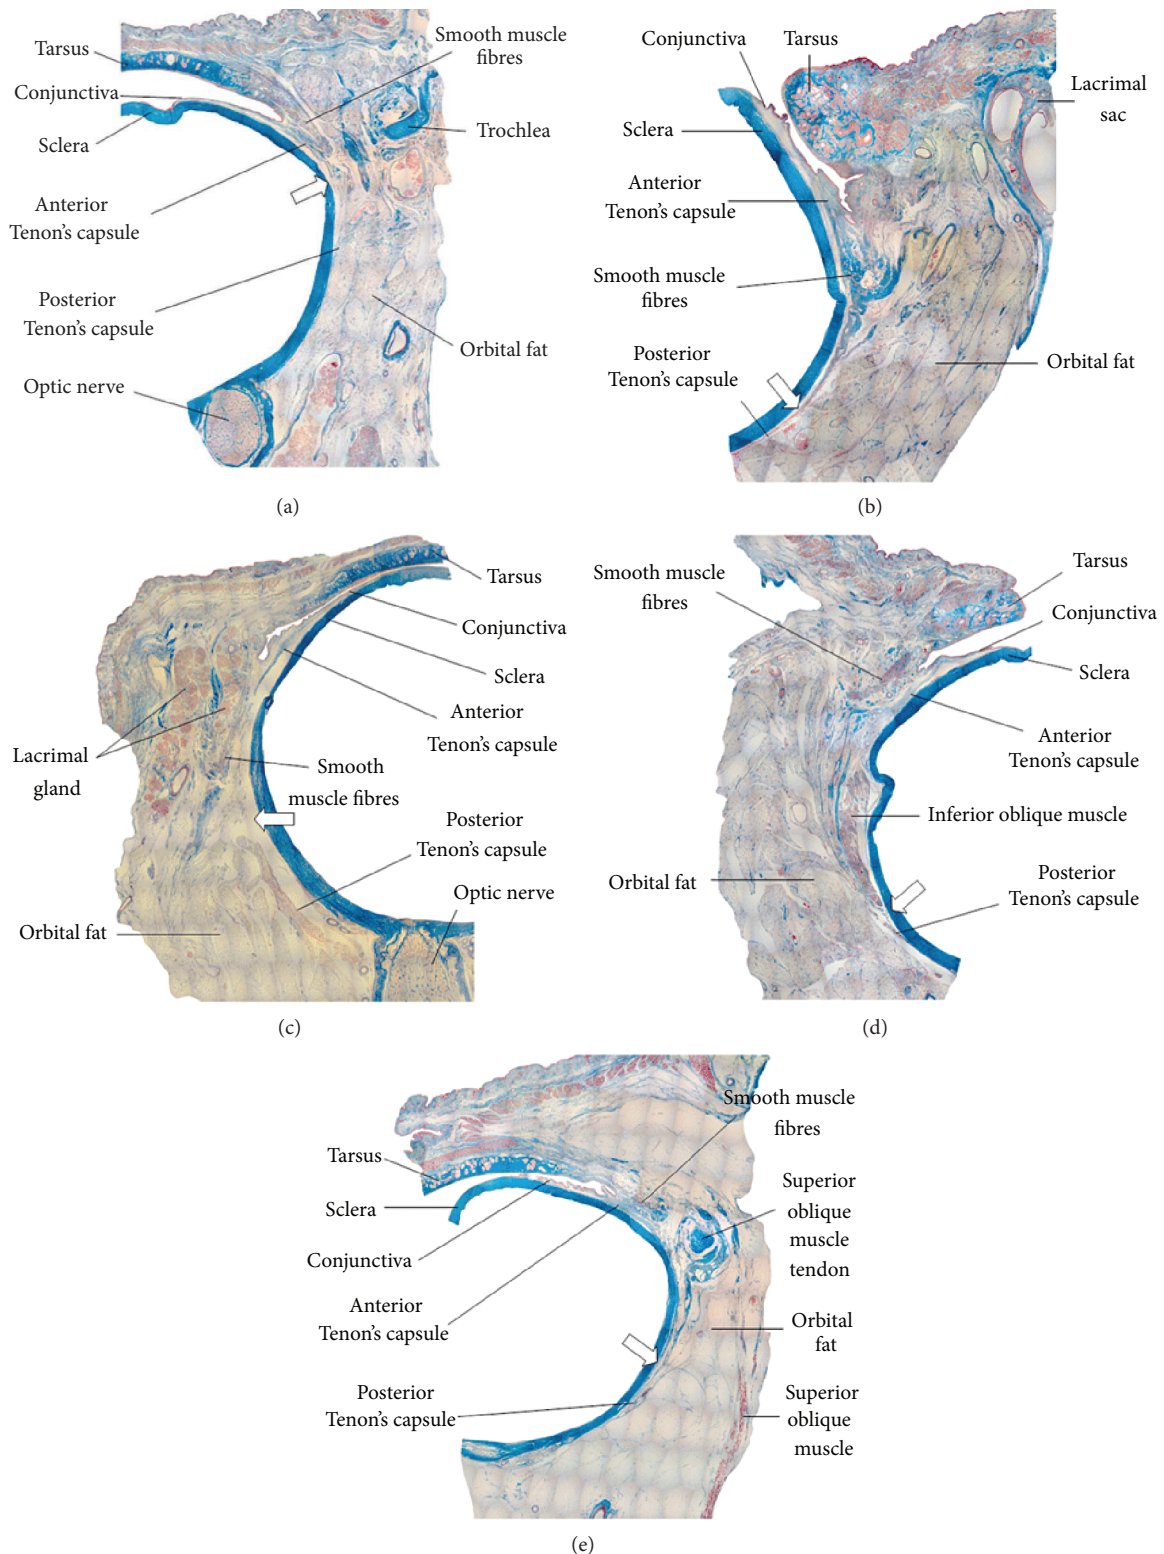 Tarsus
Conjunctiva
Sclera
Anterior
Tenon's capsule
Posterior
Tenon's capsule
Optic nerve
Smooth muscle
fibres
Trochlea
Orbital fat
(a)
Conjunctiva
Tarsus
Sclera
Anterior
Tenon's capsule
Smooth muscle
fibres
Posterior
Tenon's capsule
Lacrimal
sac
Orbital fat
(b)
Lacrimal
gland
Orbital fat
Tarsus
Conjunctiva
Sclera
Anterior
Tenon's capsule
Smooth
muscle fibres
Posterior
Tenon's capsule
Optic nerve
(c)
Smooth muscle
fibres
Orbital fat
Tarsus
Conjunctiva
Sclera
Anterior
Tenon's capsule
Inferior oblique muscle
Posterior
Tenon's capsule
(d)
Tarsus
Sclera
Conjunctiva
Anterior
Tenon's capsule
Posterior
Tenon's capsule
Smooth muscle
fibres
Superior
oblique
muscle
tendon
Orbital
fat
Superior
oblique
muscle
(e)